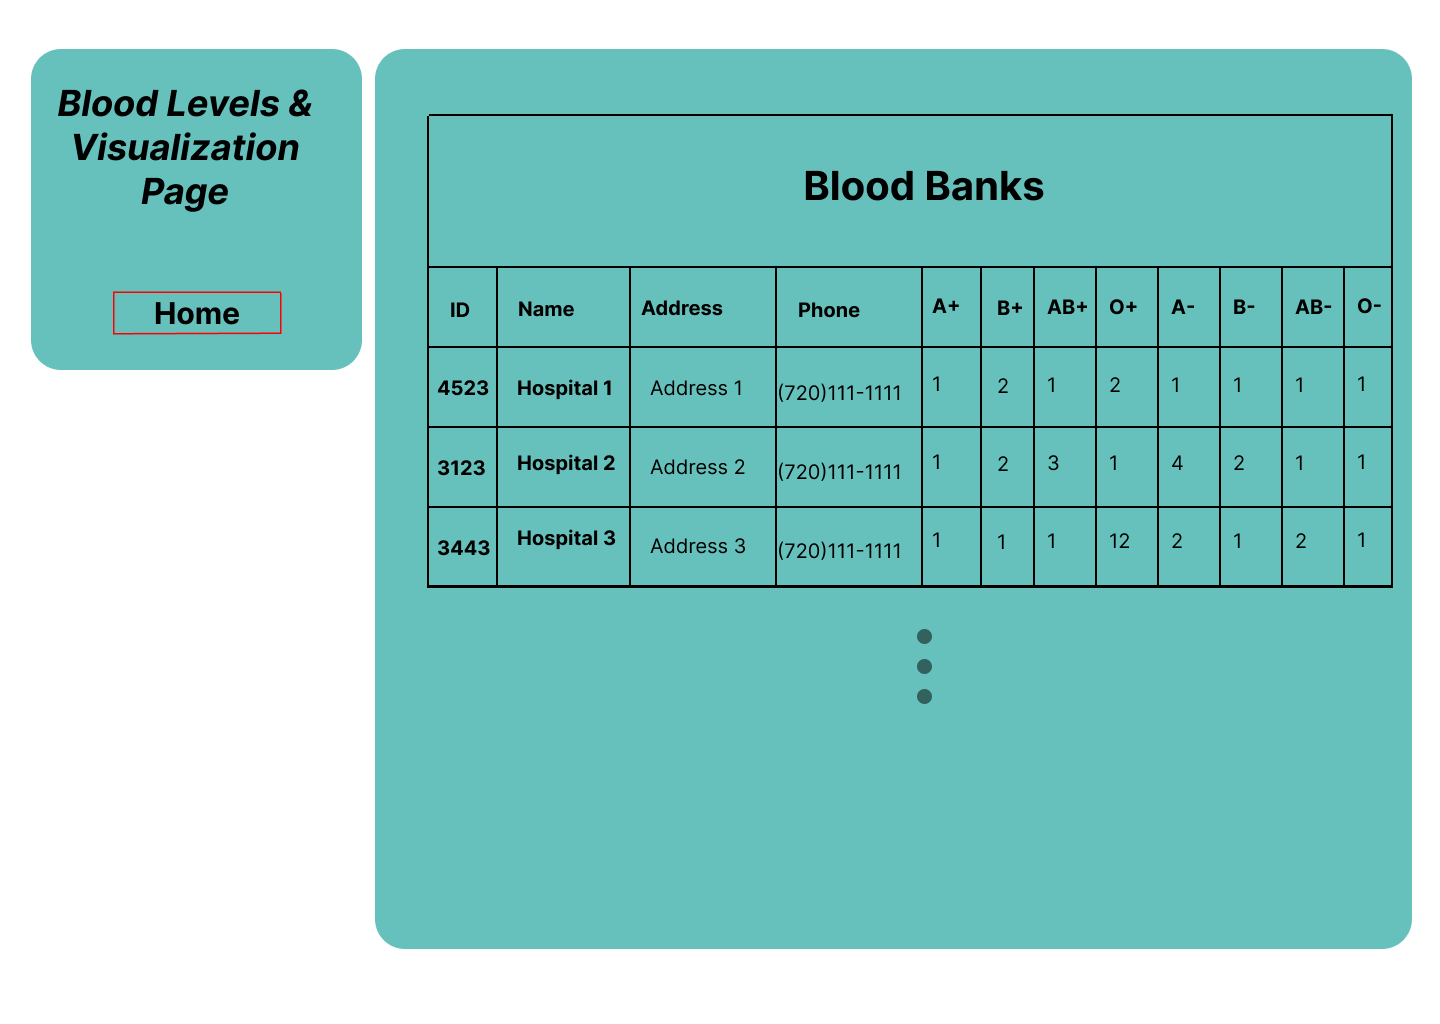 Blood Levels &
Visualization
Page
Home
Blood Banks
ID Name Address Phone A+ B+ AB+ O+ A- B- AB- O-
4523 Hospital 1 Address 1 (720)111-1111 1 2 1 2 1 1 1 1
3123 Hospital 2 Address 2 (720)111-1111 1 2 3 1 4 2 1 1
3443 Hospital 3 Address 3 (720)111-1111 1 1 1 12 2 1 2 1